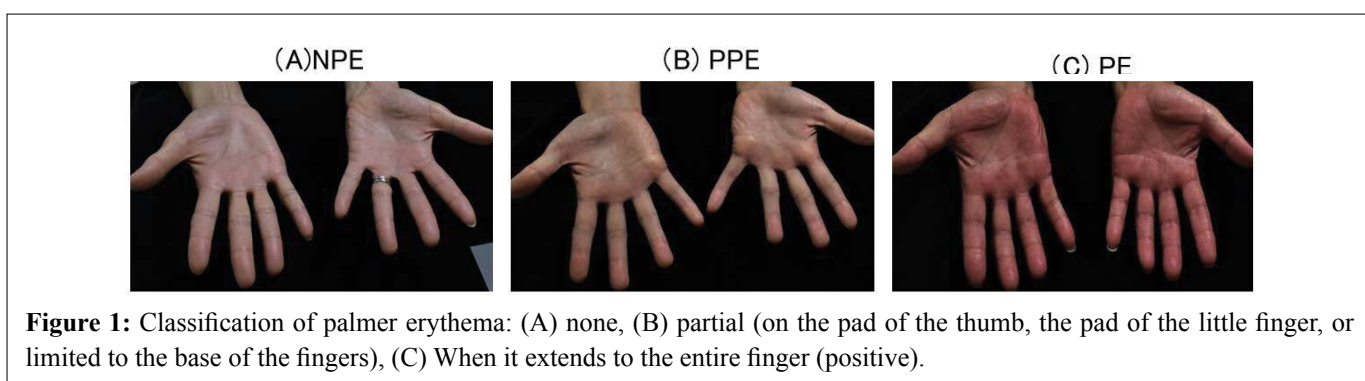 (A)NPE
(B) PPE
(C) PE
Figure 1: Classification of palmer erythema: (A) none, (B) partial (on the pad of the thumb, the pad of the little finger, or
limited to the base of the fingers), (C) When it extends to the entire finger (positive).